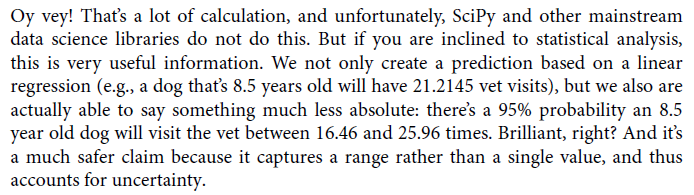 Oy vey! That's a lot of calculation, and unfortunately, SciPy and other mainstream
data science libraries do not do this. But if you are inclined to statistical analysis,
this is very useful information. We not only create a prediction based on a linear
regression (e.g., a dog that's 8.5 years old will have 21.2145 vet visits), but we also are
actually able to say something much less absolute: there's a 95% probability an 8.5
year old dog will visit the vet between 16.46 and 25.96 times. Brilliant, right? And it's
a much safer claim because it captures a range rather than a single value, and thus
accounts for uncertainty.